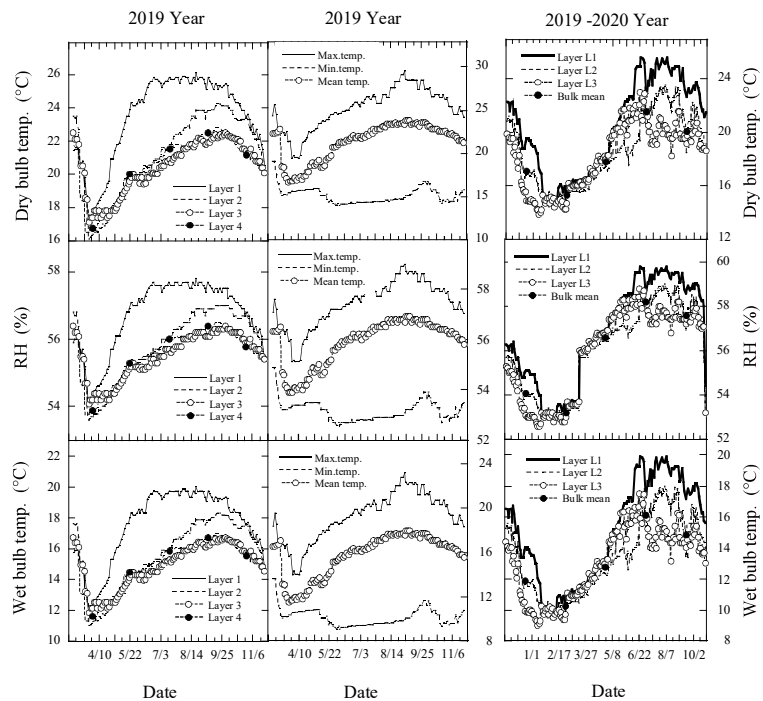 2019 Year
2019 Year
2019 -2020 Year
Dry bulb temp. (°C)
26
24
22
20
18
16
Layer 1
Layer 2
Layer 3
Layer 4
Max.temp.
Min.temp.
Mean temp.
30
25
20
15
10
Layer L1
Layer L2
Layer L3
Bulk mean
24
20
16
12
Dry bulb temp. (°C)
RH (%)
58
56
54
Layer 1
Layer 2
Layer 3
Layer 4
Max.temp.
Min.temp.
Mean temp.
58
56
54
52
Layer L1
Layer L2
Layer L3
Bulk mean
60
58
56
54
52
RH (%)
Wet bulb temp. (°C)
22
20
18
16
14
12
10
Layer 1
Layer 2
Layer 3
Layer 4
Max.temp.
Min.temp.
Mean temp.
24
20
16
12
8
Layer L1
Layer L2
Layer L3
Bulk mean
20
18
16
14
12
10
8
Wet bulb temp. (°C)
4/10 5/22 7/3 8/14 9/25 11/6
4/10 5/22 7/3 8/14 9/25 11/6
1/1 2/17 3/27 5/8 6/22 8/7 10/2
Date
Date
Date